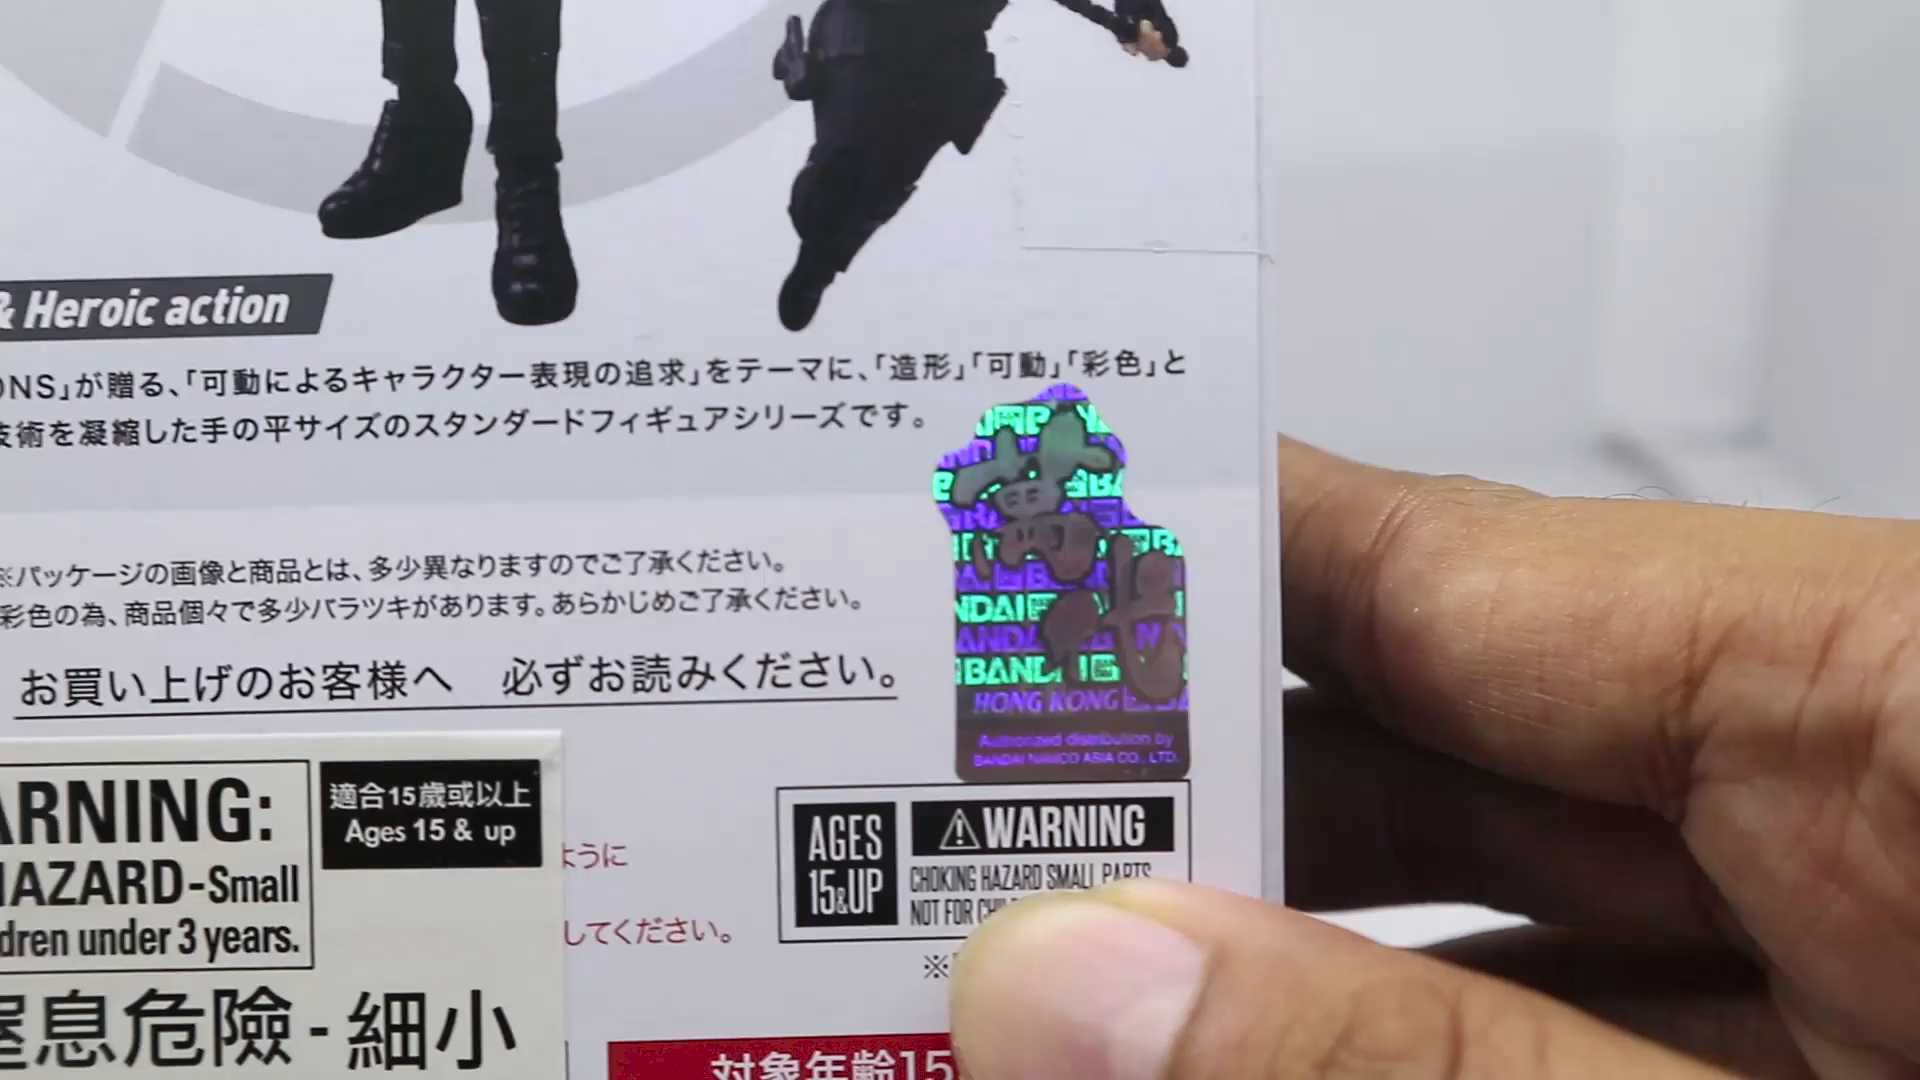 & Heroic action
ONS」が贈る、「可動によるキャラクター表現の追求」をテーマに、「造形」「可動」「彩色」と
技術を凝縮した手の平サイズのスタンダードフィギュアシリーズです。
※パッケージの画像と商品とは、多少異なりますのでご了承ください。
彩色の為、商品個々で多少バラツキがあります。あらかじめご了承ください。
お買い上げのお客様へ 必ずお読みください。
BANDAI
HONG KONG
Authorized distribution by
BANDAI NAMCO ASIA CO., LTD.
ARNING:
HAZARD-Small
dren under 3 years.
適合15歲或以上
Ages 15 & up
窒息危險-細小
ように
してください。
AGES
15&UP
WARNING
CHOKING HAZARD SMALL PARTS
NOT FOR
※
対象年齢15